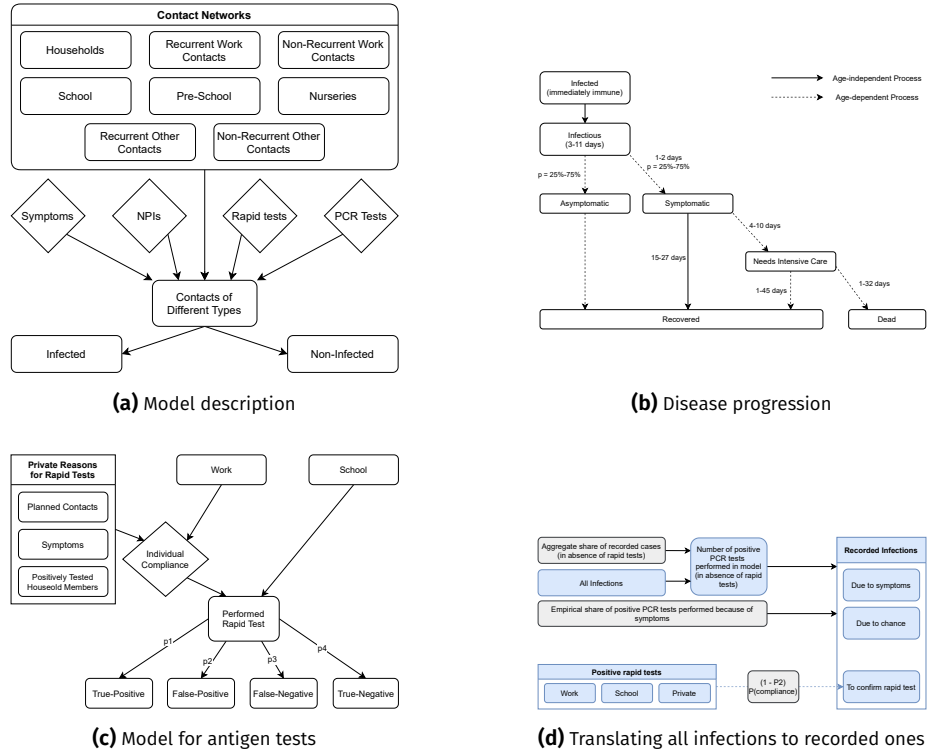 Contact Networks
Households
Recurrent Work
Contacts
Non-Recurrent Work
Contacts
School
Pre-School
Nurseries
Recurrent Other
Contacts
Non-Recurrent Other
Contacts
Symptoms
NPIs
Rapid tests
PCR Tests
Contacts of
Different Types
Infected
Non-Infected
(a) Model description
Infected
(immediately immune)
Age-independent Process
Age-dependent Process
Infectious
(3-11 days)
p = 25%-75%
1-2 days
p = 25%-75%
Asymptomatic
Symptomatic
4-10 days
15-27 days
Needs Intensive Care
1-45 days
1-32 days
Recovered
Dead
(b) Disease progression
Private Reasons
for Rapid Tests
Planned Contacts
Symptoms
Positively Tested
Houseold Members
Work
School
Individual
Compliance
Performed
Rapid Test
p1
p2
p3
p4
True-Positive
False-Positive
False-Negative
True-Negative
(c) Model for antigen tests
Aggregate share of recorded cases
(in absence of rapid tests)
All Infections
Number of positive
PCR tests
performed in model
(in absence of rapid
tests)
Empirical share of positive PCR tests performed because of
symptoms
Recorded Infections
Due to symptoms
Due to chance
To confirm rapid test
Positive rapid tests
Work
School
Private
(1 - P2)
P(compliance)
(d) Translating all infections to recorded ones